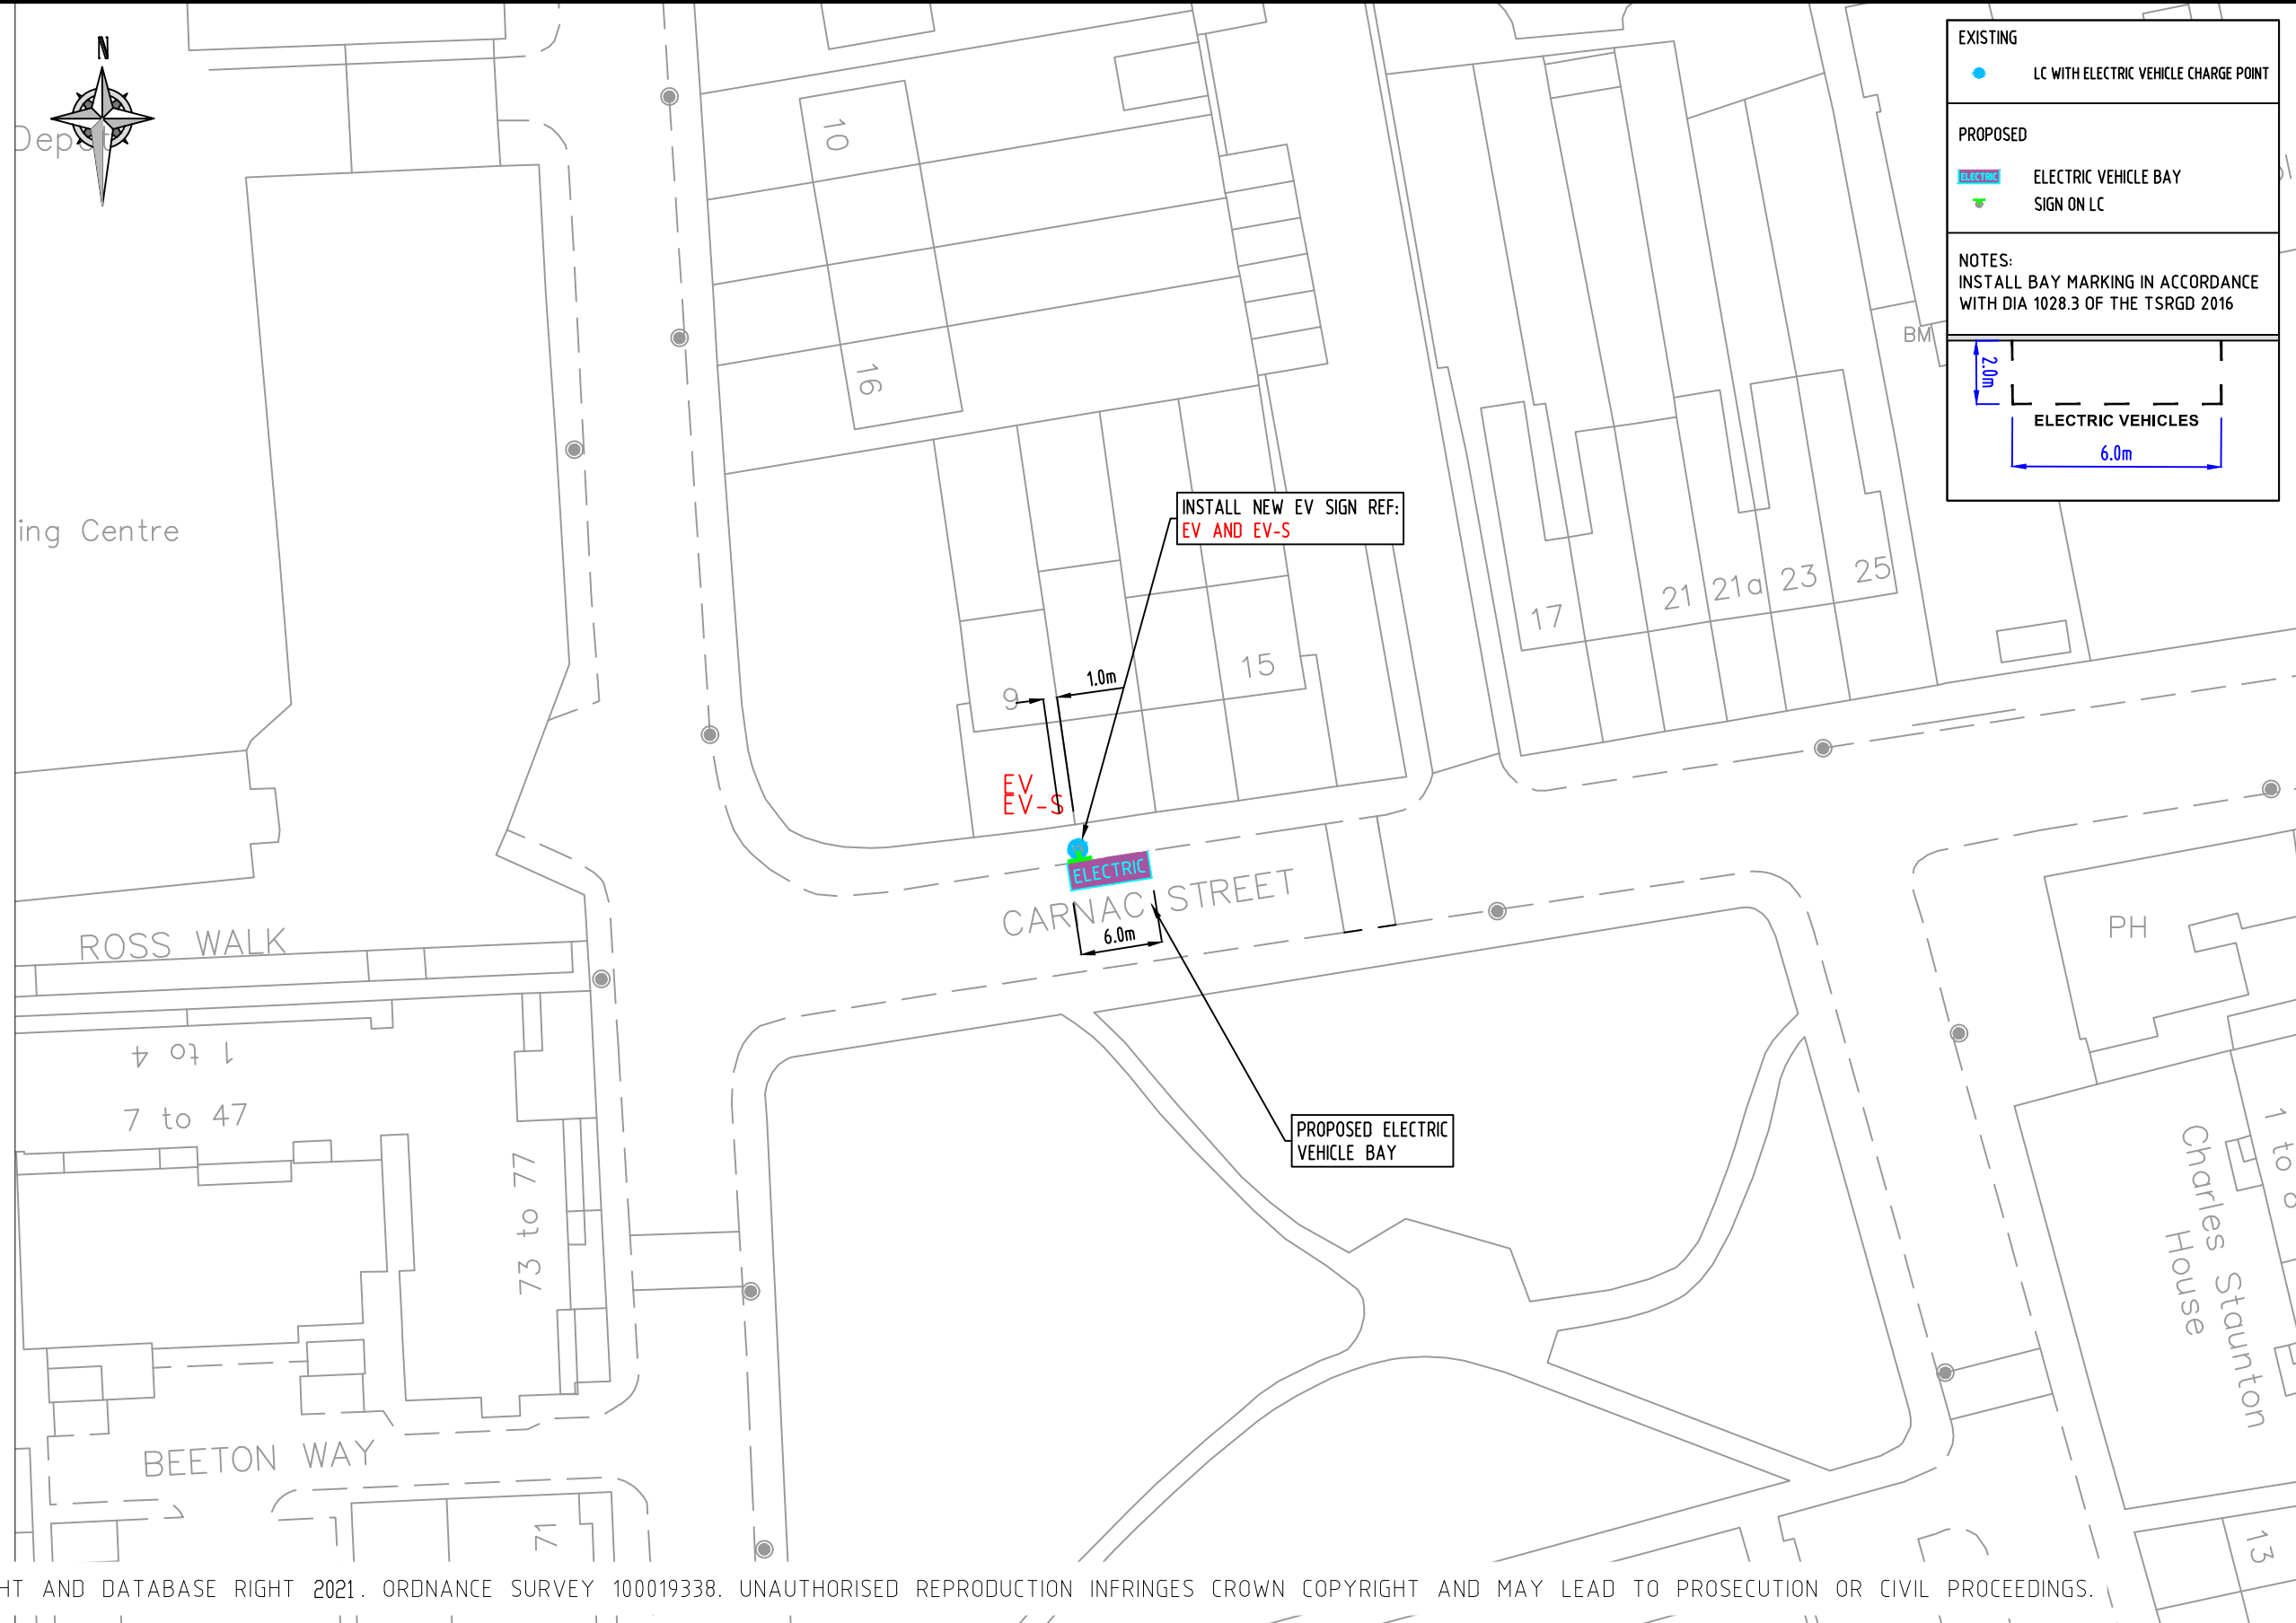 N
Depot
ing Centre
10
16
EXISTING
LC WITH ELECTRIC VEHICLE CHARGE POINT
PROPOSED
ELECTRIC
ELECTRIC VEHICLE BAY
SIGN ON LC
NOTES:
INSTALL BAY MARKING IN ACCORDANCE
WITH DIA 1028.3 OF THE TSRGD 2016
BM
2.0m
ELECTRIC VEHICLES
6.0m
INSTALL NEW EV SIGN REF:
EV AND EV-S
17
21
21a
23
25
9
1.0m
15
EV
EV-S
ELECTRIC
CARNAC STREET
6.0m
PROPOSED ELECTRIC
VEHICLE BAY
ROSS WALK
1 to 4
7 to 47
73 to 77
BEETON WAY
71
PH
1 to 8
Charles Staunton
House
13
HT AND DATABASE RIGHT 2021. ORDNANCE SURVEY 100019338. UNAUTHORISED REPRODUCTION INFRINGES CROWN COPYRIGHT AND MAY LEAD TO PROSECUTION OR CIVIL PROCEEDINGS.